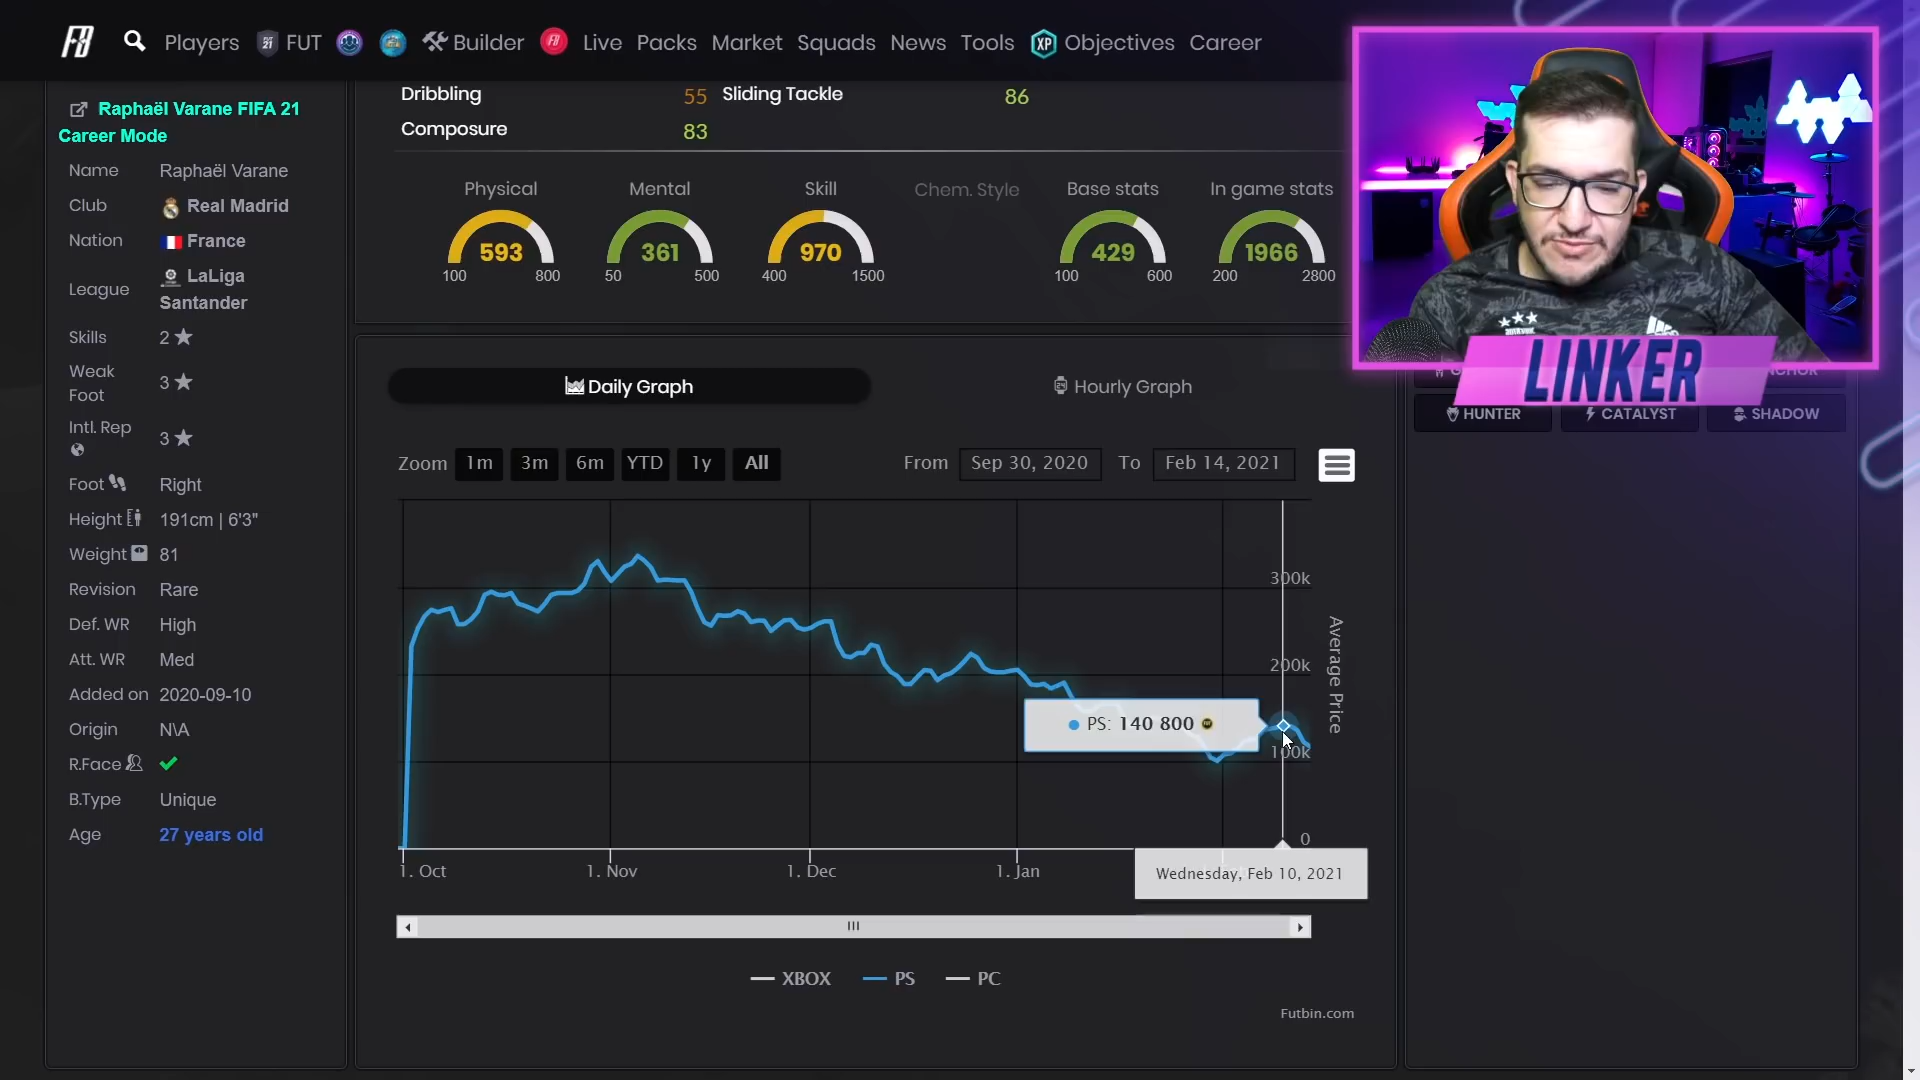 Players FUT Builder Live Packs Market Squads News Tools XP Objectives Career
Raphaël Varane FIFA 21
Career Mode
Name Raphaël Varane
Club Real Madrid
Nation France
League LaLiga
Santander
Skills 2
Weak
Foot 3
Intl. Rep 3
Foot Right
Height 191cm | 6'3"
Weight 81
Revision Rare
Def. WR High
Att. WR Med
Added on 2020-09-10
Origin N\A
R.Face
B.Type Unique
Age 27 years old
Dribbling 55 Sliding Tackle 86
Composure 83
Physical Mental Skill Chem. Style Base stats In game stats
593 361 970 429 1966
100 800 50 500 400 1500 100 600 200 2800
Daily Graph Hourly Graph
Zoom 1m 3m 6m YTD 1y All From Sep 30, 2020 To Feb 14, 2021
300k
200k
100k
0
Average Price
PS: 140 800
1. Oct 1. Nov 1. Dec 1. Jan
Wednesday, Feb 10, 2021
XBOX PS PC
Futbin.com
LINKER
HUNTER CATALYST SHADOW